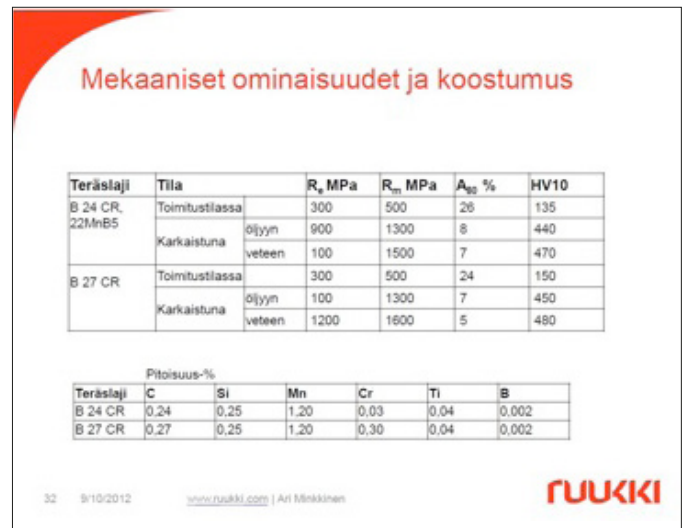 Mekaaniset ominaisuudet ja koostumus
Teräslaji Tila Re MPa Rm MPa A80 % HV10
B 24 CR, 22MnB5 Toimitustilassa 300 500 26 135
Karkaistuna öljyyn 900 1300 8 440
veteen 100 1500 7 470
B 27 CR Toimitustilassa 300 500 24 150
Karkaistuna öljyyn 100 1300 7 450
veteen 1200 1600 5 480
Pitoisuus-%
Teräslaji C Si Mn Cr Ti B
B 24 CR 0,24 0,25 1,20 0,03 0,04 0,002
B 27 CR 0,27 0,25 1,20 0,30 0,04 0,002
32 9/10/2012 www.ruukki.com | Ari Minkkinen
RUUKKI